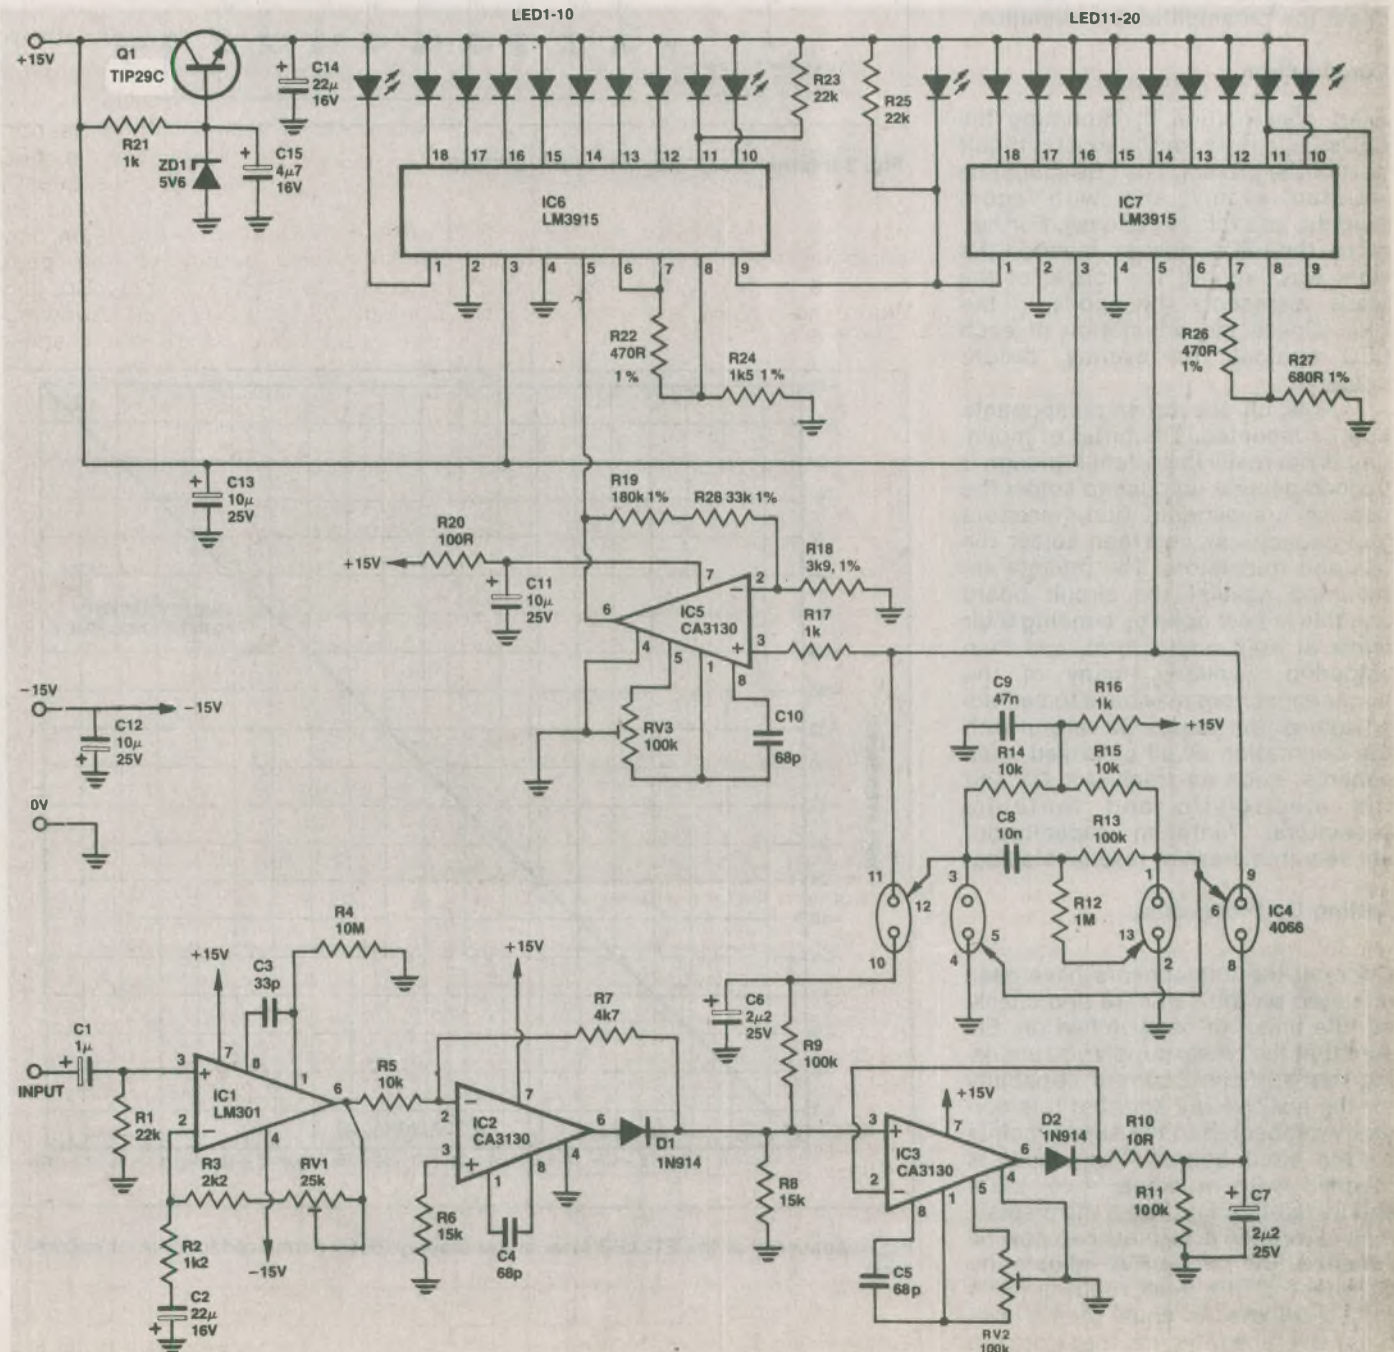 LED1-10
LED11-20
+15V
Q1
TIP29C
C14
22µ
16V
R23
22k
R25
22k
R21
1k
ZD1
5V6
C15
4µ7
16V
18 17 16 15 14 13 12 11 10
IC6
LM3915
1 2 3 4 5 6 7 8 9
18 17 16 15 14 13 12 11 10
IC7
LM3915
1 2 3 4 5 6 7 8 9
R22
470R
1%
R24
1k5 1%
R26
470R
1%
R27
680R 1%
C13
10µ
25V
R19
180k 1%
R28 33k 1%
R20
100R
+15V
C11
10µ
25V
R18
3k9, 1%
R17
1k
IC5
CA3130
7
2
6
3
4
5
1
8
RV3
100k
C10
68p
-15V
-15V
C12
10µ
25V
0V
C9
47n
R16
1k
+15V
R14
10k
R15
10k
C8
10n
R13
100k
R12
1M
11
12
10
3
5
4
1
13
2
9
6
8
IC4
4066
R4
10M
+15V
C3
33p
C1
1µ
INPUT
R1
22k
3
7
8
1
IC1
LM301
6
2
4
R3
2k2
RV1
25k
R2
1k2
C2
22µ
16V
-15V
R5
10k
+15V
R7
4k7
2
7
IC2
CA3130
6
3
1
8
4
R6
15k
C4
68p
D1
1N914
C6
2µ2
25V
R9
100k
R8
15k
+15V
3
7
IC3
CA3130
6
2
8
1
5
4
D2
1N914
R10
10R
R11
100k
C7
2µ2
25V
C5
68p
RV2
100k